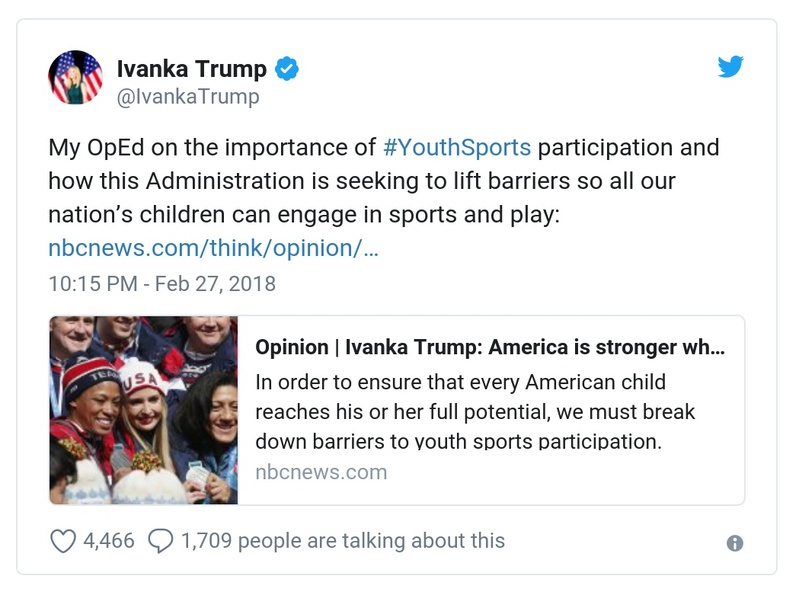 Ivanka Trump
@IvankaTrump
My OpEd on the importance of #YouthSports participation and
how this Administration is seeking to lift barriers so all our
nation’s children can engage in sports and play:
nbcnews.com/think/opinion/…
10:15 PM - Feb 27, 2018
TEA
USA
Opinion | Ivanka Trump: America is stronger wh…
In order to ensure that every American child
reaches his or her full potential, we must break
down barriers to youth sports participation.
nbcnews.com
4,466
1,709 people are talking about this